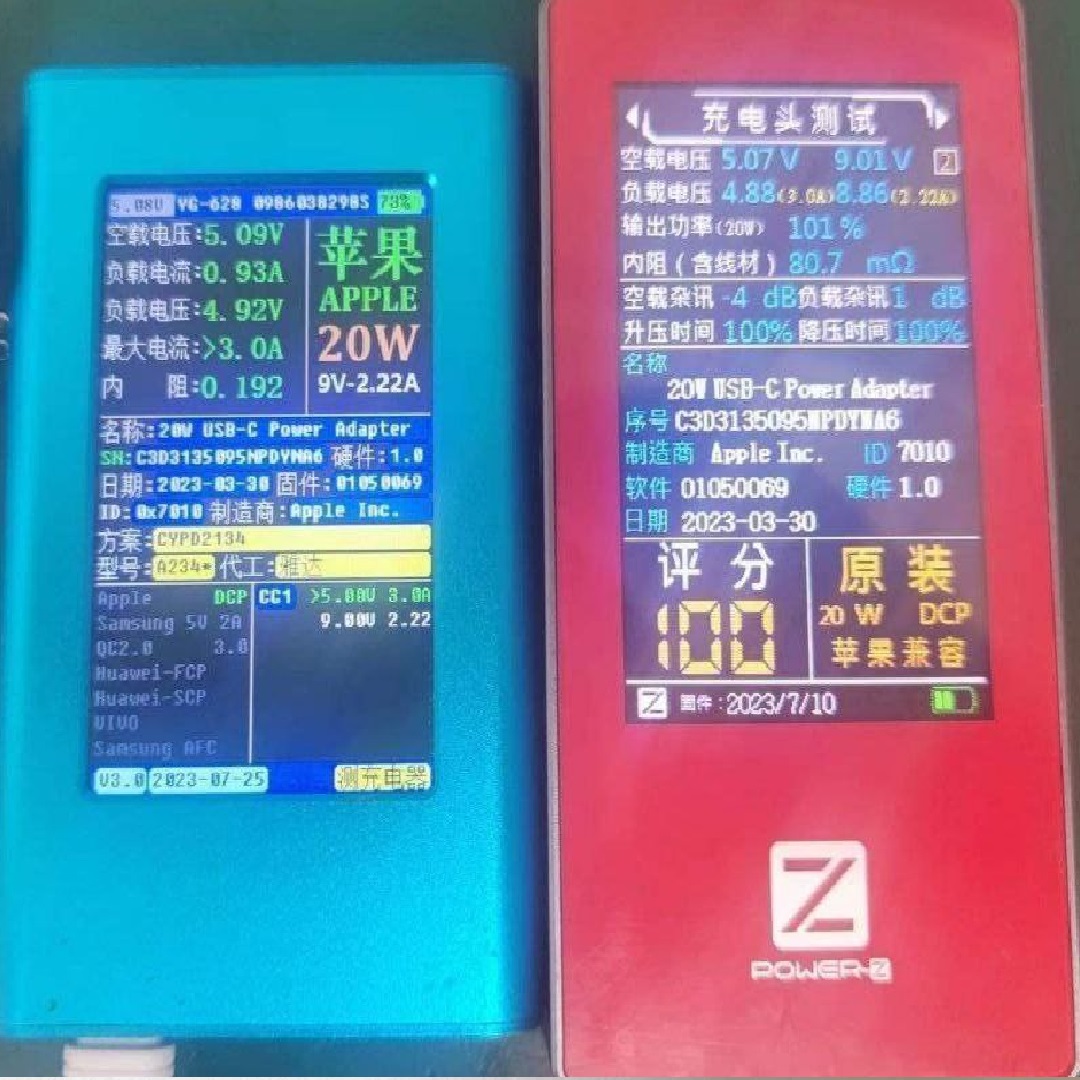 5.08V YG-628 0986038298S 78%
空载电压:5.09V
负载电流:0.93A
负载电压:4.92V
最大电流:>3.0A
内 阻:0.192
苹果
APPLE
20W
9V-2.22A
名称:20W USB-C Power Adapter
SN:C3D3135095NPDYMA6 硬件:1.0
日期:2023-03-30 固件:01050069
ID:0x7010 制造商:Apple Inc.
方案:CYPD2134
型号:A234* 代工:雅达
Apple DCP
Samsung 5V 2A
QC2.0 3.0
Huawei-FCP
Huawei-SCP
VIVO
Samsung AFC
CC1 >5.00V 3.0A
9.00V 2.22
V3.0 2023-07-25 测充电器
充电头测试
空载电压 5.07V 9.01V 2
负载电压 4.88(3.0A) 8.86(2.22A)
输出功率(20W) 101%
内阻(含线材) 80.7 mΩ
空载杂讯 -4 dB 负载杂讯 1 dB
升压时间 100% 降压时间 100%
名称
20W USB-C Power Adapter
序号 C3D3135095NPDYMA6
制造商 Apple Inc. ID 7010
软件 01050069 硬件 1.0
日期 2023-03-30
评分
100
原装
20 W DCP
苹果兼容
Z 固件:2023/7/10
Z
POWER-Z